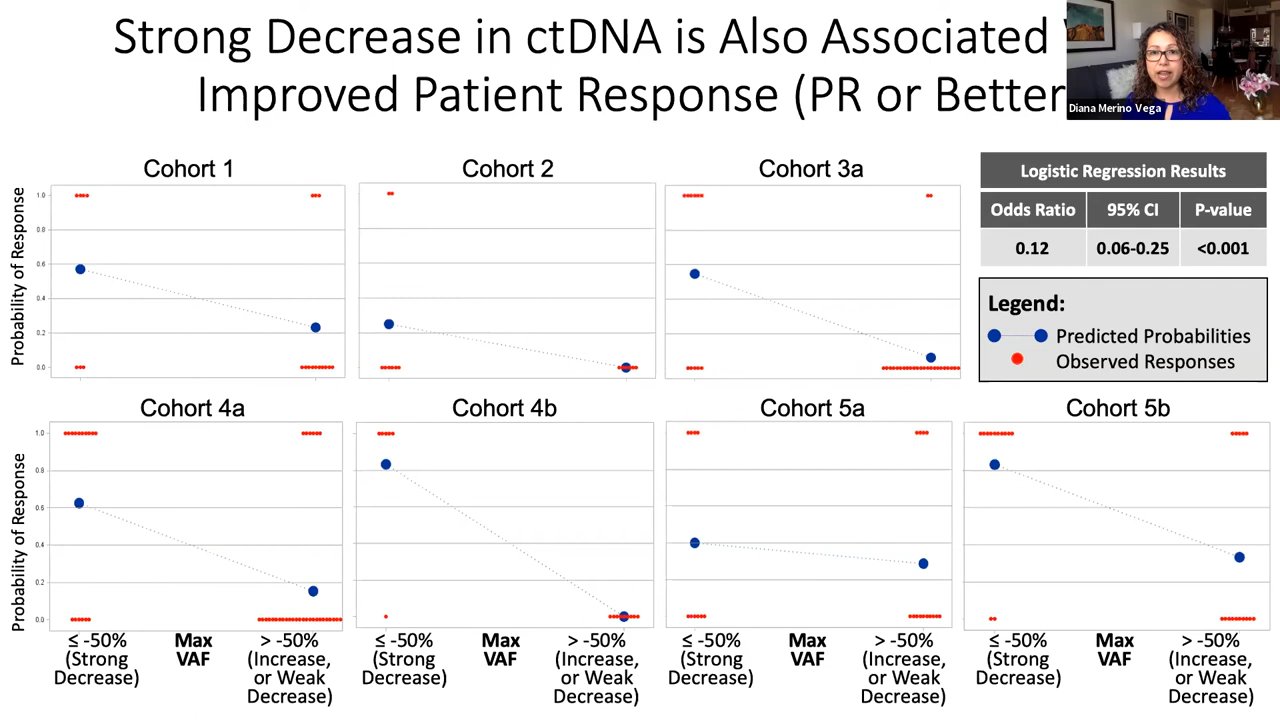 Strong Decrease in ctDNA is Also Associated
Improved Patient Response (PR or Better
Diana Merino Vega
Cohort 1
Cohort 2
Cohort 3a
Probability of Response
1.0
0.8
0.6
0.4
0.2
0.0
Logistic Regression Results
Odds Ratio 95% CI P-value
0.12 0.06-0.25 <0.001
Legend:
Predicted Probabilities
Observed Responses
Cohort 4a
Cohort 4b
Cohort 5a
Cohort 5b
Probability of Response
1.0
0.8
0.6
0.4
0.2
0.0
≤ -50%
(Strong
Decrease)
Max
VAF
> -50%
(Increase,
or Weak
Decrease)
≤ -50%
(Strong
Decrease)
Max
VAF
> -50%
(Increase,
or Weak
Decrease)
≤ -50%
(Strong
Decrease)
Max
VAF
> -50%
(Increase,
or Weak
Decrease)
≤ -50%
(Strong
Decrease)
Max
VAF
> -50%
(Increase,
or Weak
Decrease)